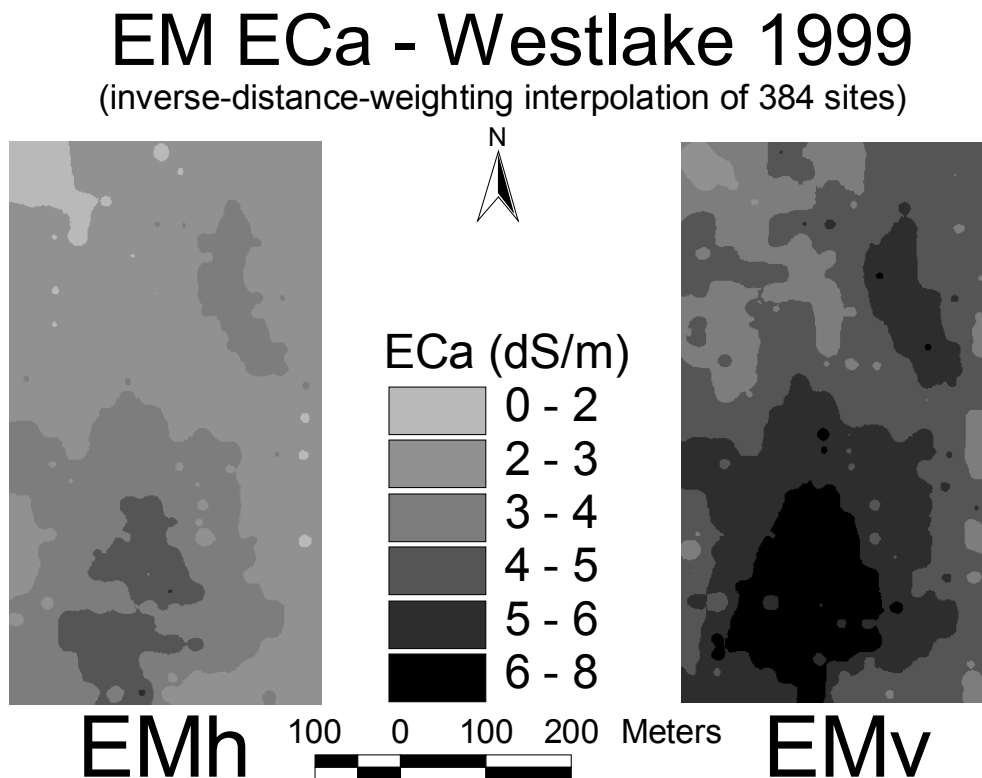 EM ECa - Westlake 1999
(inverse-distance-weighting interpolation of 384 sites)
N
ECa (dS/m)
0 - 2
2 - 3
3 - 4
4 - 5
5 - 6
6 - 8
EMh
100 0 100 200 Meters
EMv